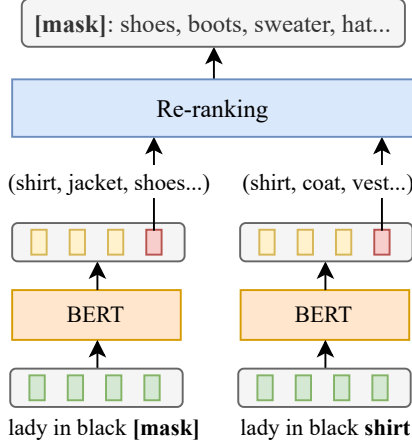 [mask]: shoes, boots, sweater, hat...
Re-ranking
(shirt, jacket, shoes...)
(shirt, coat, vest...)
BERT
BERT
lady in black [mask]
lady in black shirt